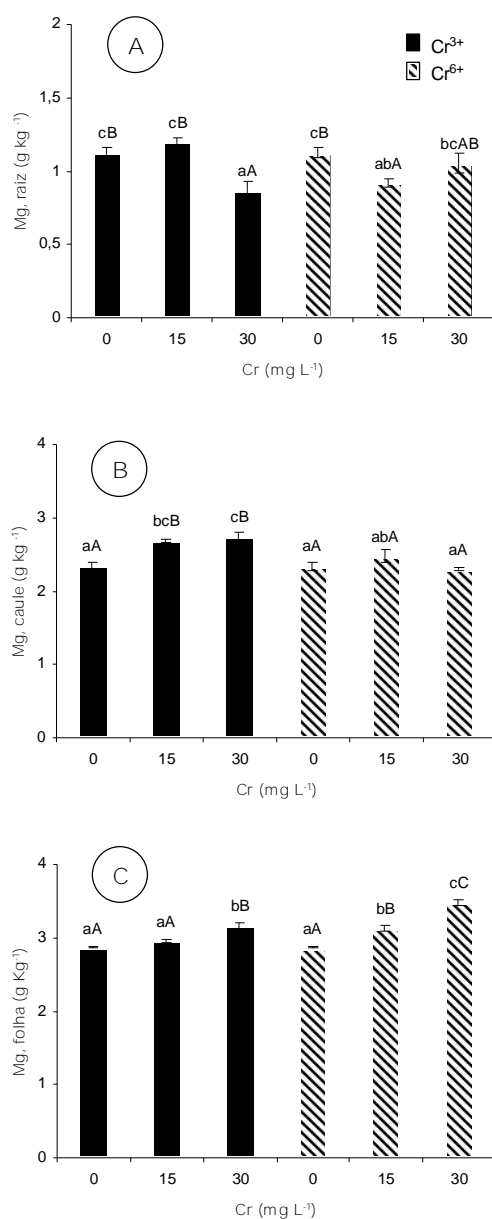 A
Cr³⁺
Cr⁶⁺
Mg, raiz (g kg ⁻¹)
2
1,5
1
0,5
0
cB cB aA cB abA bcAB
0 15 30 0 15 30
Cr (mg L⁻¹)
B
Mg, caule (g kg⁻¹)
4
3
2
1
0
aA bcB cB aA abA aA
0 15 30 0 15 30
Cr (mg L⁻¹)
C
Mg, folha (g Kg⁻¹)
4
3
2
1
0
aA aA bB aA bB cC
0 15 30 0 15 30
Cr (mg L⁻¹)